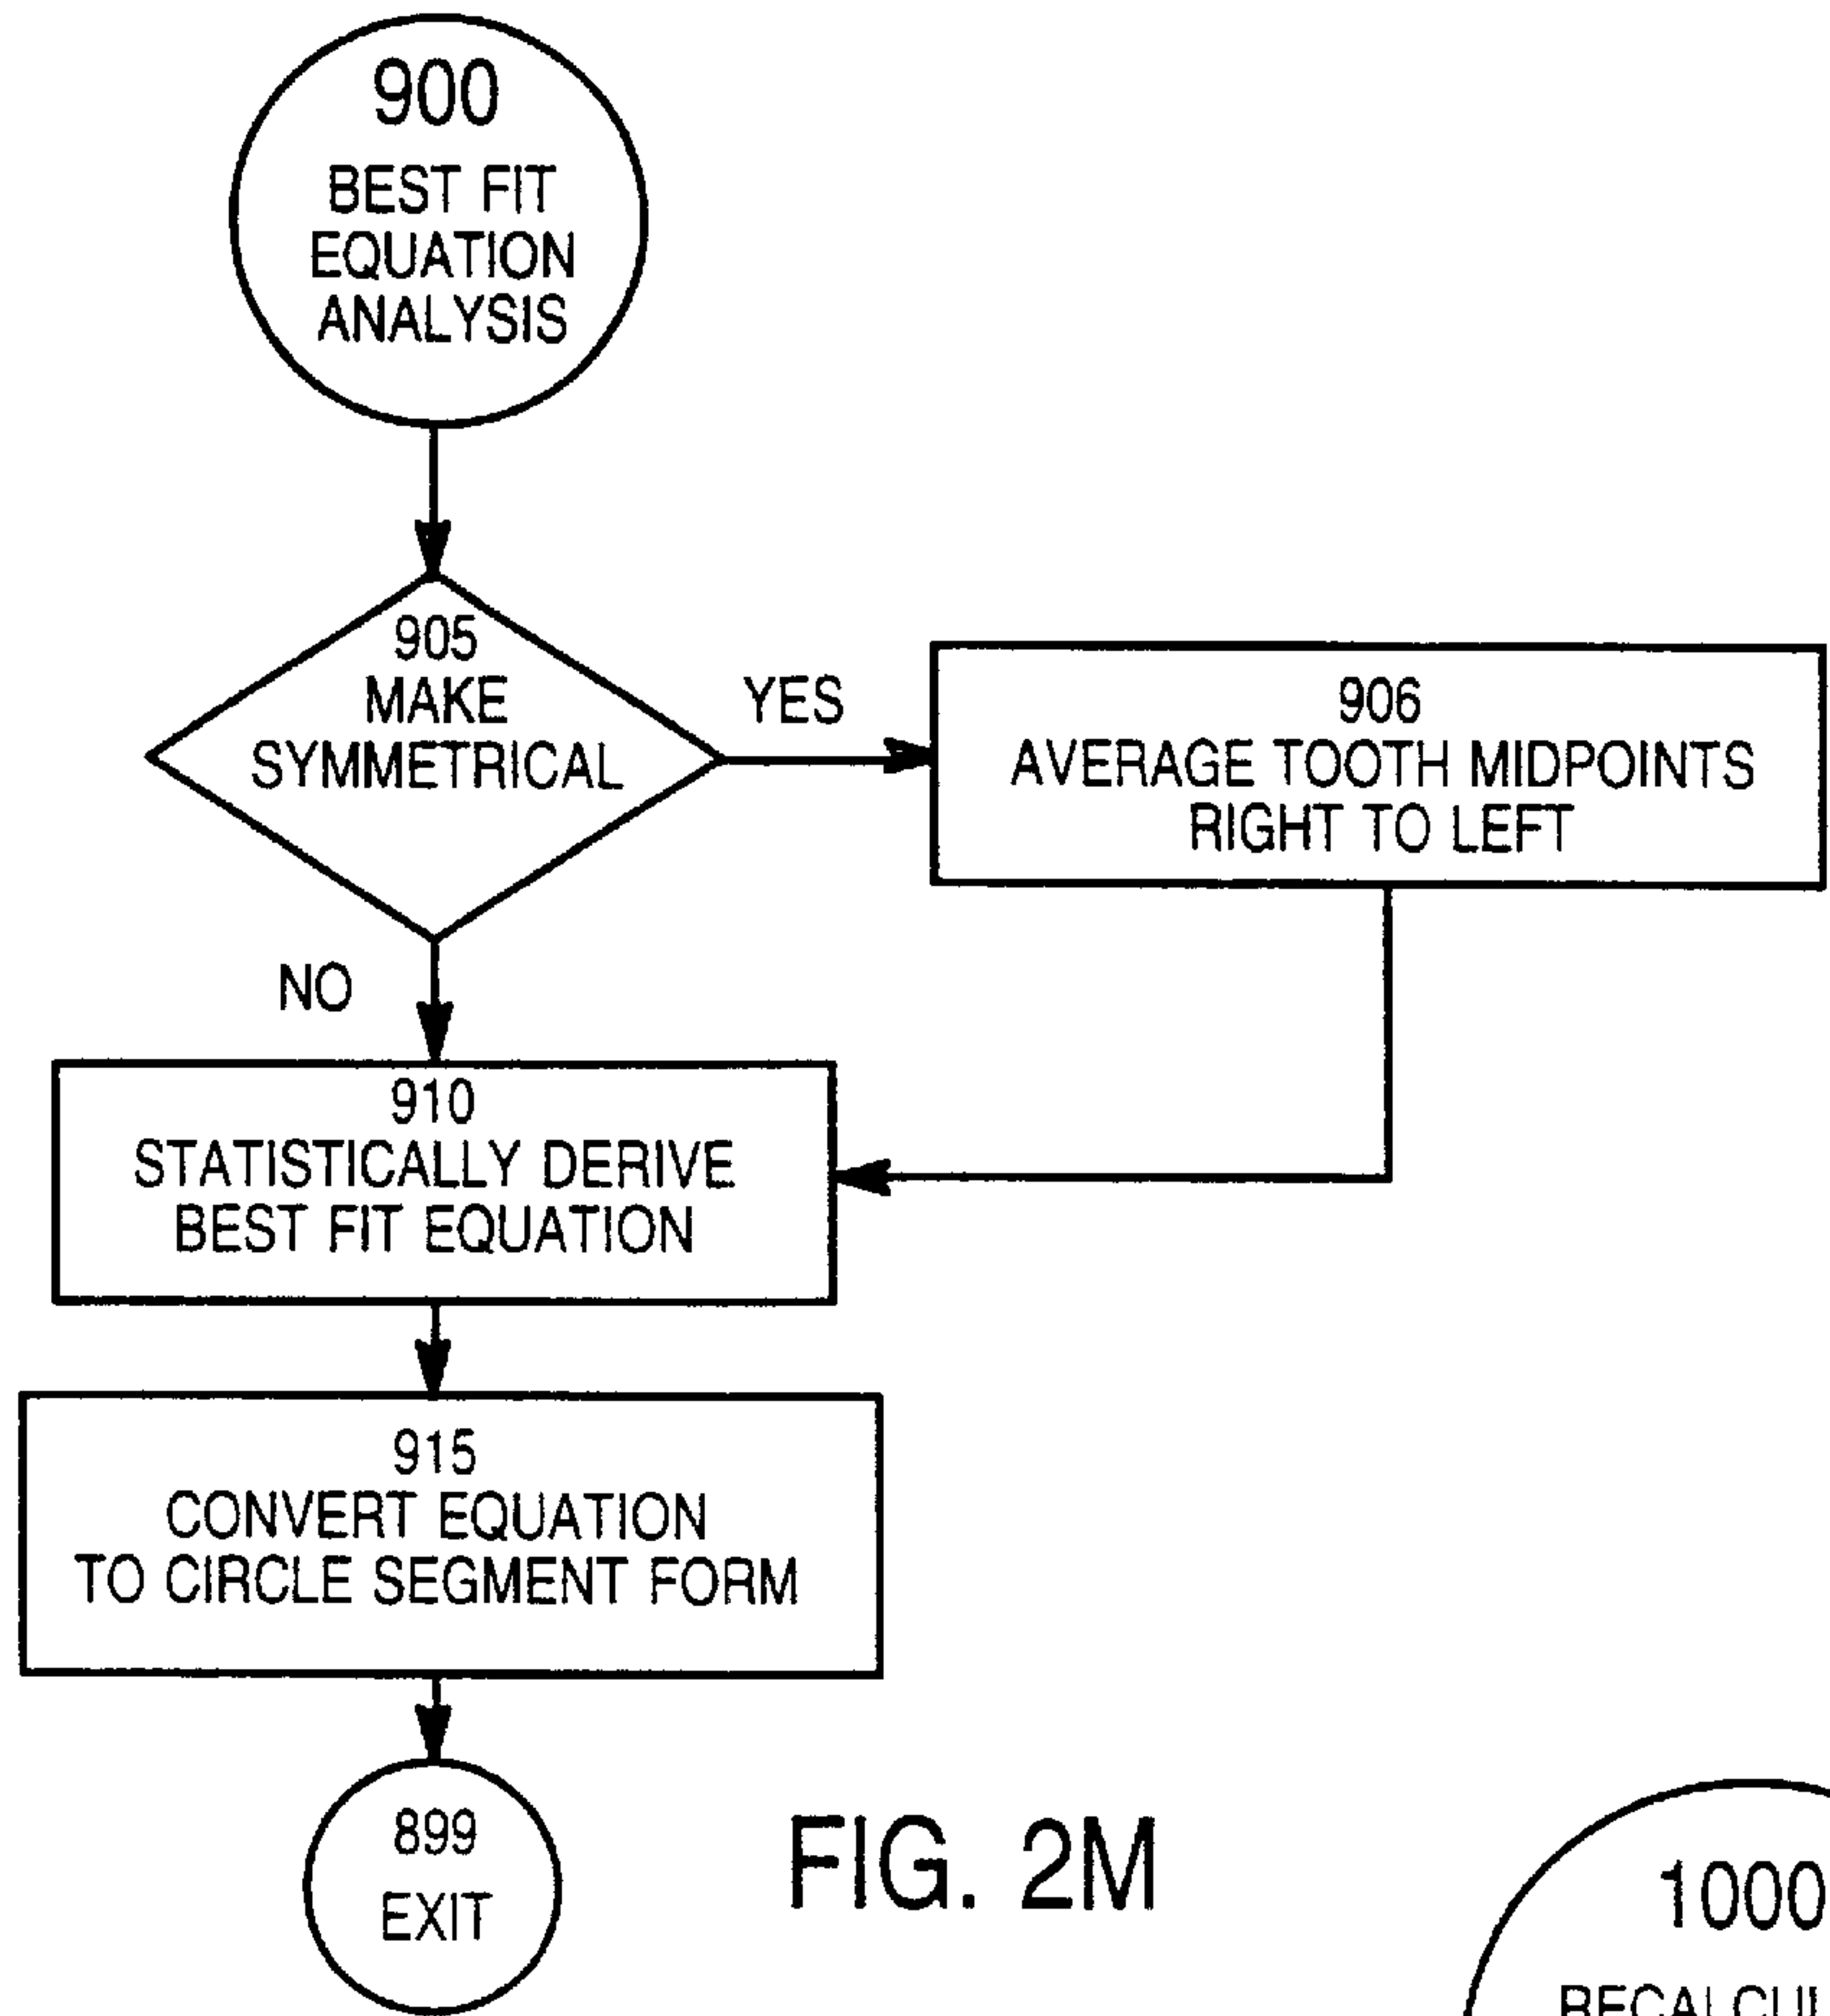 900
BEST FIT
EQUATION
ANALYSIS
905
MAKE
SYMMETRICAL
YES
906
AVERAGE TOOTH MIDPOINTS
RIGHT TO LEFT
NO
910
STATISTICALLY DERIVE
BEST FIT EQUATION
915
CONVERT EQUATION
TO CIRCLE SEGMENT FORM
899
EXIT
FIG. 2M
1000